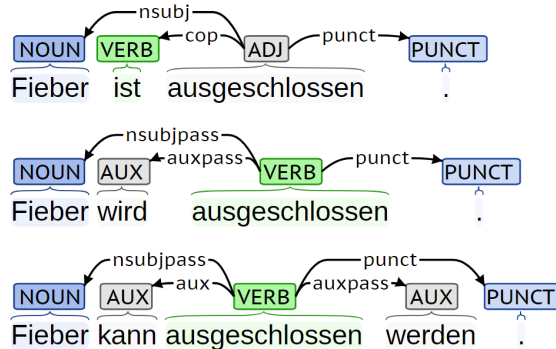 nsubj
cop punct
NOUN VERB ADJ PUNCT
Fieber ist ausgeschlossen .
nsubjpass
auxpass punct
NOUN AUX VERB PUNCT
Fieber wird ausgeschlossen .
nsubjpass punct
aux auxpass
NOUN AUX VERB AUX PUNCT
Fieber kann ausgeschlossen werden .